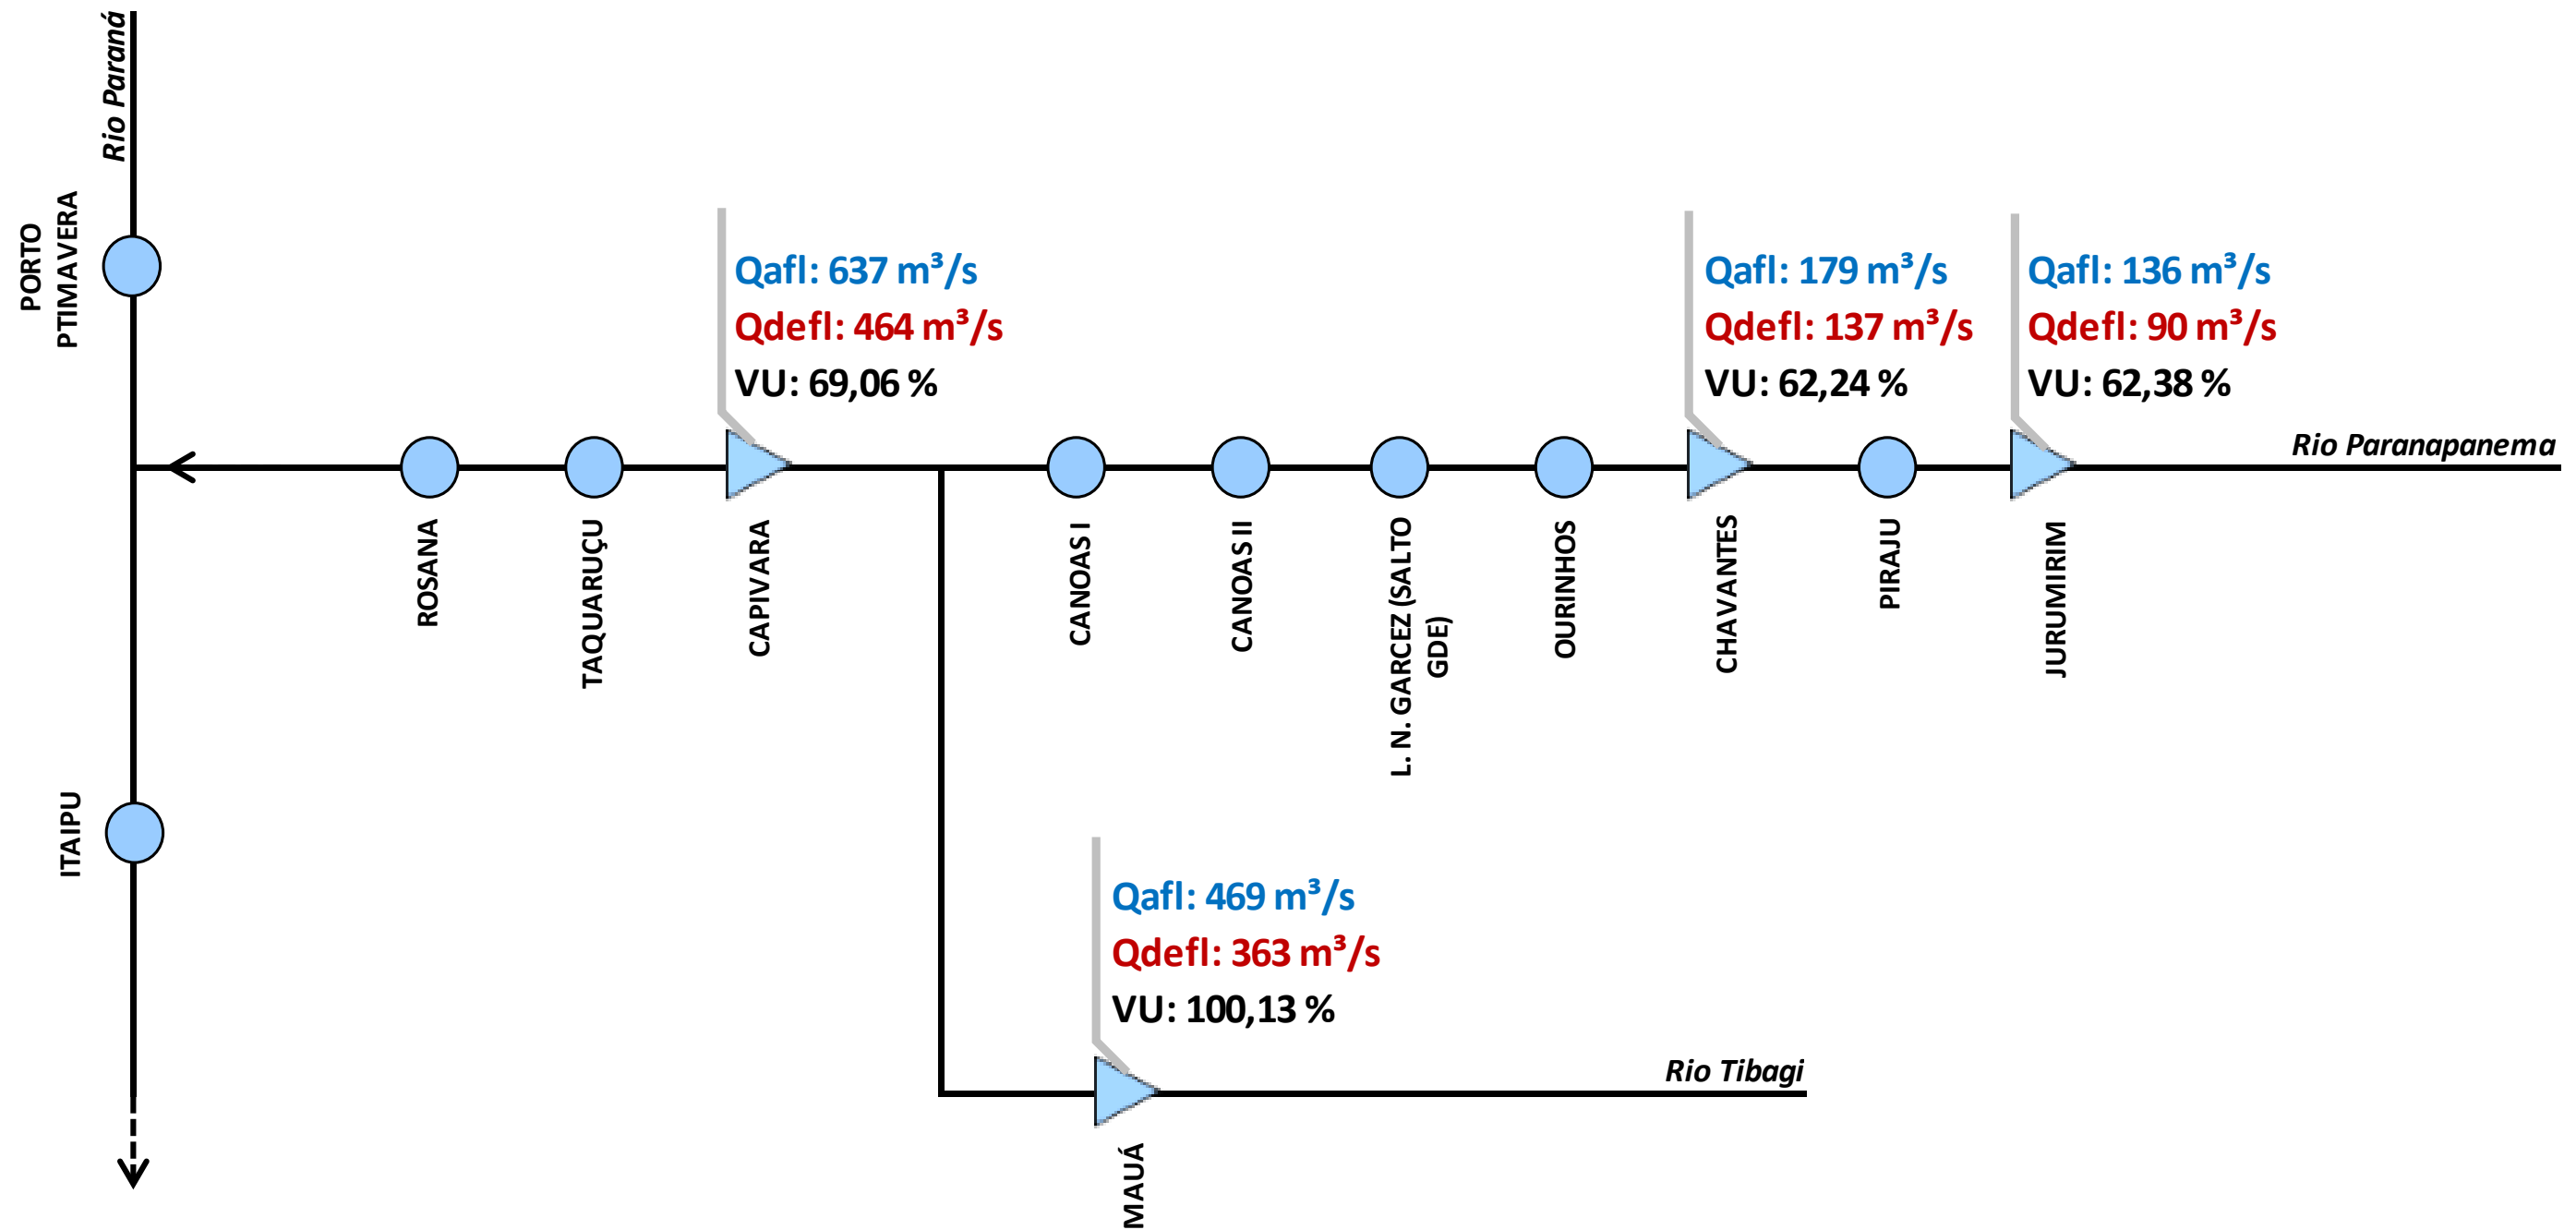 Rio Paraná
PORTO
PTIMAVERA
Qafl: 637 m³/s
Qdefl: 464 m³/s
VU: 69,06 %
Qafl: 179 m³/s
Qdefl: 137 m³/s
VU: 62,24 %
Qafl: 136 m³/s
Qdefl: 90 m³/s
VU: 62,38 %
Rio Paranapanema
ROSANA
TAQUARUÇU
CAPIVARA
CANOAS I
CANOAS II
L. N. GARCEZ (SALTO
GDE)
OURINHOS
CHAVANTES
PIRAJU
JURUMIRIM
ITAIPU
Qafl: 469 m³/s
Qdefl: 363 m³/s
VU: 100,13 %
Rio Tibagi
MAUÁ